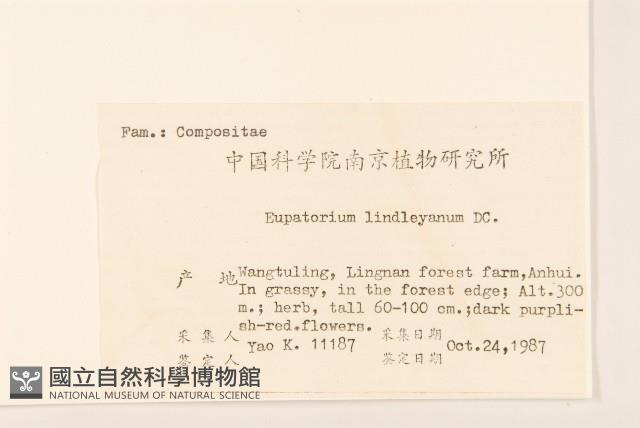 Fam.: Compositae
中国科学院南京植物研究所
Eupatorium lindleyanum DC.
产 地 Wangtuling, Lingnan forest farm,Anhui.
In grassy, in the forest edge; Alt.300
m.; herb, tall 60-100 cm.;dark purpli-
sh-red.flowers.
采集人 Yao K. 11187 采集日期 Oct.24,1987
鉴定人 鉴定日期
國立自然科學博物館
NATIONAL MUSEUM OF NATURAL SCIENCE